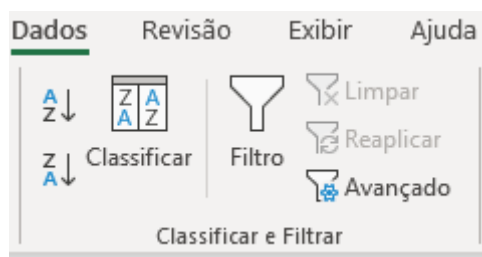 Dados Revisão Exibir Ajuda
A
Z
Z A
A Z
Z
A
Classificar
Filtro
Limpar
Reaplicar
Avançado
Classificar e Filtrar